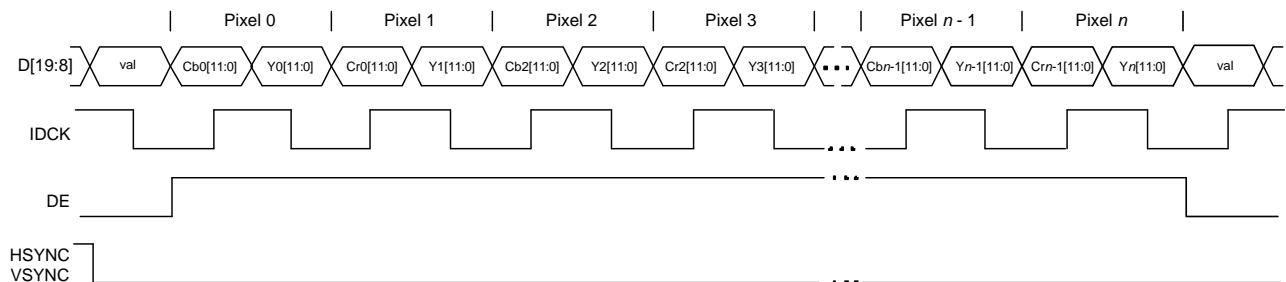 Pixel 0 Pixel 1 Pixel 2 Pixel 3 Pixel n - 1 Pixel n
D[19:8] val Cb0[11:0] Y0[11:0] Cr0[11:0] Y1[11:0] Cb2[11:0] Y2[11:0] Cr2[11:0] Y3[11:0] ... Cbn-1[11:0] Yn-1[11:0] Crn-1[11:0] Yn[11:0] val
IDCK ...
DE ...
HSYNC
VSYNC ...